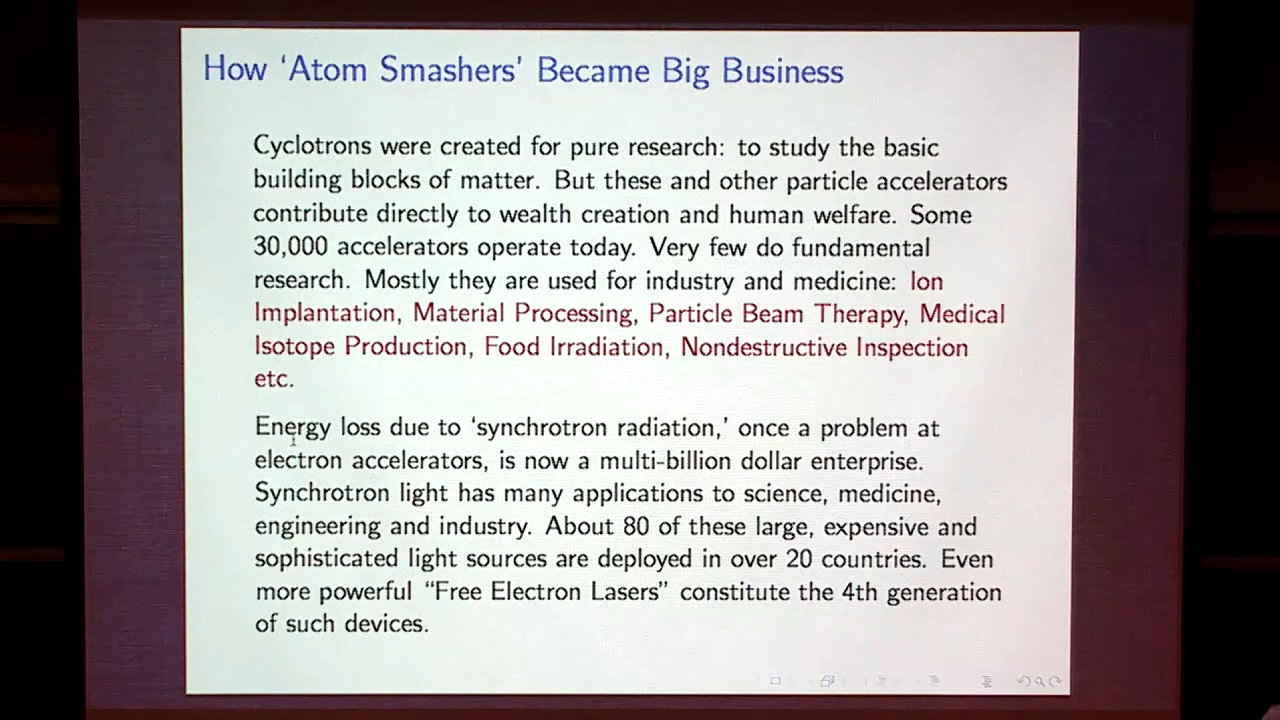 How ‘Atom Smashers’ Became Big Business
Cyclotrons were created for pure research: to study the basic
building blocks of matter. But these and other particle accelerators
contribute directly to wealth creation and human welfare. Some
30,000 accelerators operate today. Very few do fundamental
research. Mostly they are used for industry and medicine: Ion
Implantation, Material Processing, Particle Beam Therapy, Medical
Isotope Production, Food Irradiation, Nondestructive Inspection
etc.
Energy loss due to ‘synchrotron radiation,’ once a problem at
electron accelerators, is now a multi-billion dollar enterprise.
Synchrotron light has many applications to science, medicine,
engineering and industry. About 80 of these large, expensive and
sophisticated light sources are deployed in over 20 countries. Even
more powerful “Free Electron Lasers” constitute the 4th generation
of such devices.